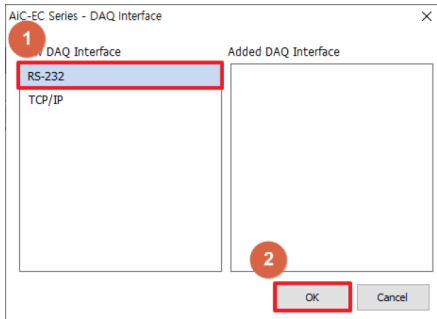 AiC-EC Series - DAQ Interface
1
DAQ Interface
Added DAQ Interface
RS-232
TCP/IP
2
OK
Cancel